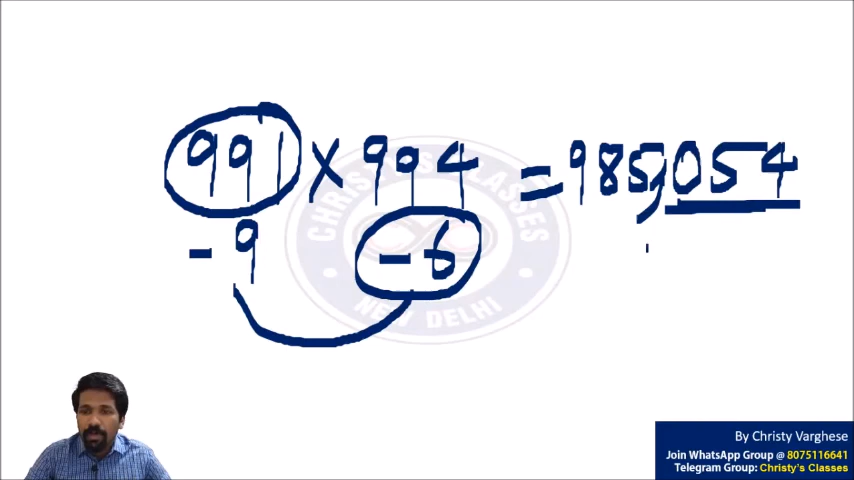 991 × 994 = 985,054
-9 -6
CHRISTY'S CLASSES
NEW DELHI
By Christy Varghese
Join WhatsApp Group @ 8075116641
Telegram Group: Christy's Classes